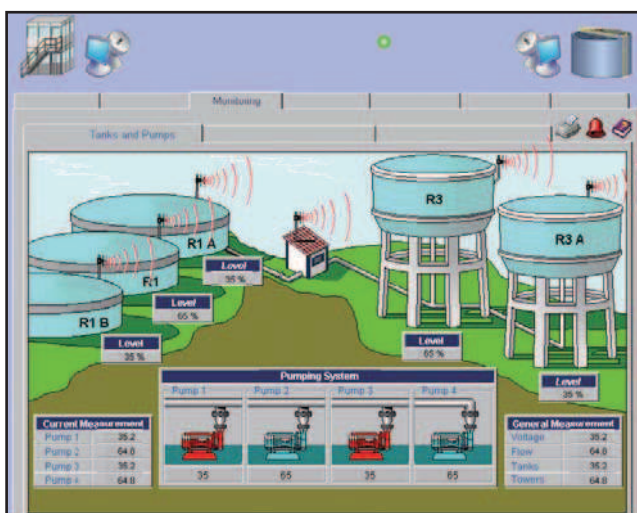 Monitoring
Tanks and Pumps
R1 A
R1
R1 B
R3
R3 A
Level
35 %
Level
65 %
Level
35 %
Level
65 %
Level
35 %
Pumping System
Pump 1 Pump 2 Pump 3 Pump 4
35 65 35 65
Current Measurement
Pump 1 35.2
Pump 2 64.8
Pump 3 35.2
Pump 4 64.8
General Measurement
Voltage 35.2
Flow 64.8
Tanks 35.2
Towers 64.8